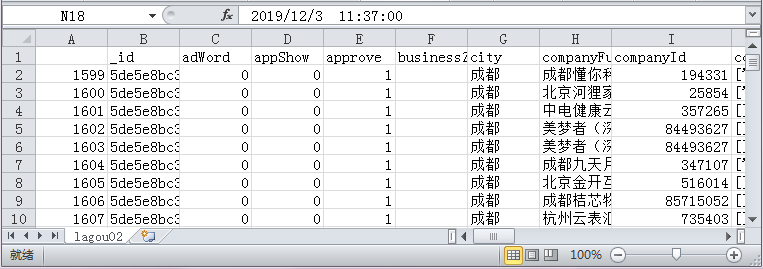 N18 fx 2019/12/3 11:37:00
A B C D E F G H I
1 _id adWord appShow approve business2 city companyFu companyId co
2 1599 5de5e8bc3 0 0 1 成都 成都懂你科 194331 ["
3 1600 5de5e8bc3 0 0 1 成都 北京河狸家 25854 ["
4 1601 5de5e8bc3 0 0 1 成都 中电健康云 357265 []
5 1602 5de5e8bc3 0 0 1 成都 美梦者（深 84493627 []
6 1603 5de5e8bc3 0 0 1 成都 美梦者（深 84493627 []
7 1604 5de5e8bc3 0 0 1 成都 成都九天月 347107 ["
8 1605 5de5e8bc3 0 0 1 成都 北京金开互 516014 []
9 1606 5de5e8bc3 0 0 1 成都 成都桔芯物 85715052 []
10 1607 5de5e8bc3 0 0 1 成都 杭州云表汇 735403 []
lagou02
就绪 100%